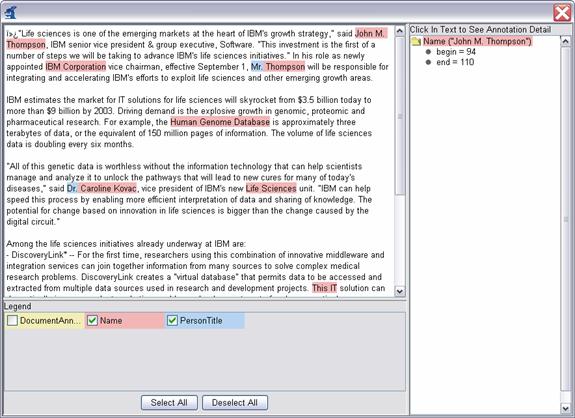 ï»¿"Life sciences is one of the emerging markets at the heart of IBM's growth strategy," said John M.
Thompson, IBM senior vice president & group executive, Software. "This investment is the first of a
number of steps we will be taking to advance IBM's life sciences initiatives." In his role as newly
appointed IBM Corporation vice chairman, effective September 1, Mr. Thompson will be responsible for
integrating and accelerating IBM's efforts to exploit life sciences and other emerging growth areas.
IBM estimates the market for IT solutions for life sciences will skyrocket from $3.5 billion today to
more than $9 billion by 2003. Driving demand is the explosive growth in genomic, proteomic and
pharmaceutical research. For example, the Human Genome Database is approximately three
terabytes of data, or the equivalent of 150 million pages of information. The volume of life sciences
data is doubling every six months.
"All of this genetic data is worthless without the information technology that can help scientists
manage and analyze it to unlock the pathways that will lead to new cures for many of today's
diseases," said Dr. Caroline Kovac, vice president of IBM's new Life Sciences unit. "IBM can help
speed this process by enabling more efficient interpretation of data and sharing of knowledge. The
potential for change based on innovation in life sciences is bigger than the change caused by the
digital circuit."
Among the life sciences initiatives already underway at IBM are:
- DiscoveryLink* -- For the first time, researchers using this combination of innovative middleware and
integration services can join together information from many sources to solve complex medical
research problems. DiscoveryLink creates a "virtual database" that permits data to be accessed and
extracted from multiple data sources used in research and development projects. This IT solution can
Legend
DocumentAnn... Name PersonTitle
Select All Deselect All
Click In Text to See Annotation Detail
Name ("John M. Thompson")
begin = 94
end = 110